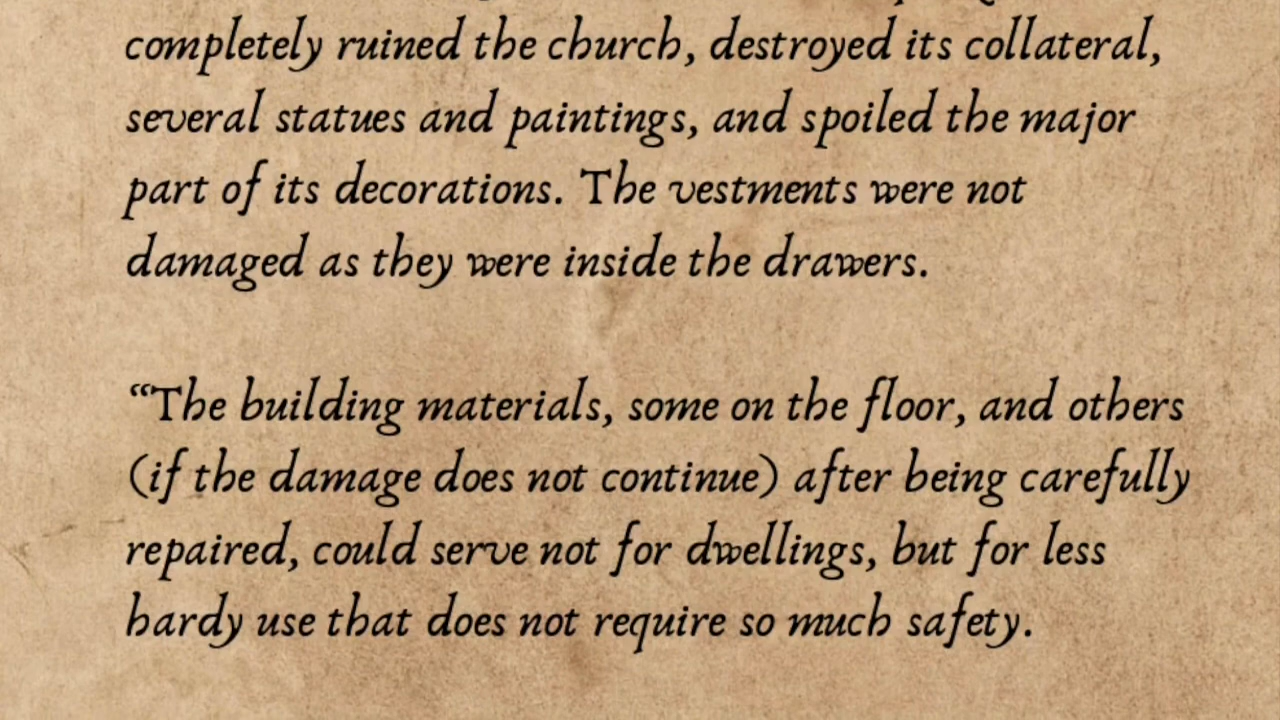 completely ruined the church, destroyed its collateral,
several statues and paintings, and spoiled the major
part of its decorations. The vestments were not
damaged as they were inside the drawers.
“The building materials, some on the floor, and others
(if the damage does not continue) after being carefully
repaired, could serve not for dwellings, but for less
hardy use that does not require so much safety.